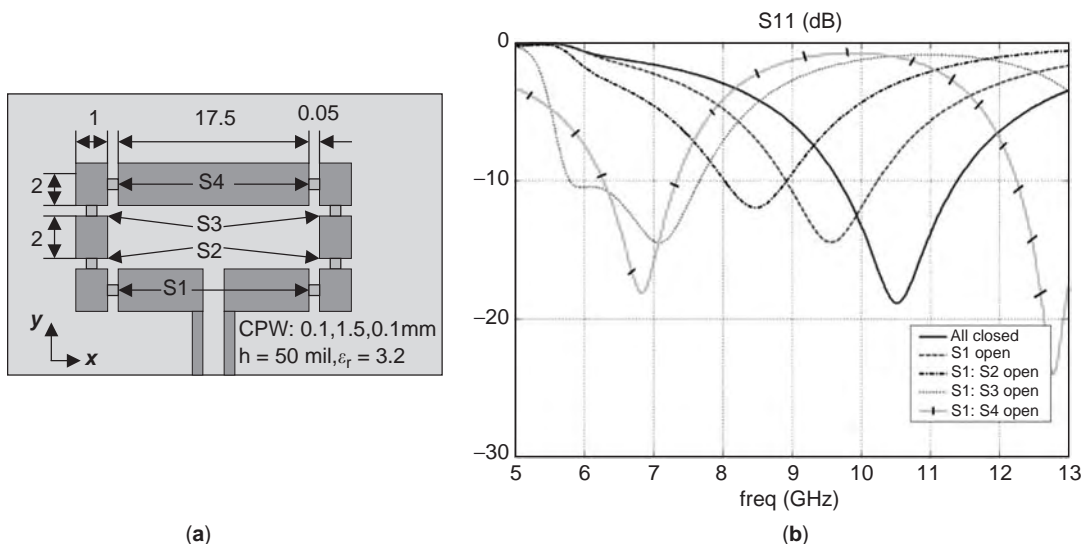 1
17.5
0.05
2
S4
S3
2
S2
S1
CPW: 0.1,1.5,0.1mm
h = 50 mil,εr = 3.2
y
x
(a)
S11 (dB)
0
−10
−20
−30
5
6
7
8
9
10
11
12
13
freq (GHz)
All closed
S1 open
S1: S2 open
S1: S3 open
S1: S4 open
(b)